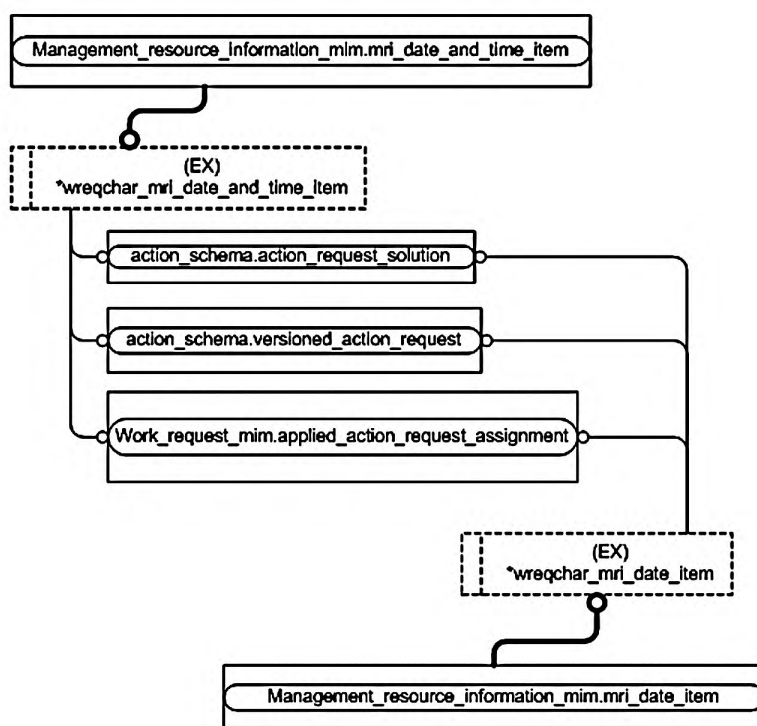 Management_resource_information_mim.mri_date_and_time_item
(EX)
*wreqchar_mri_date_and_time_item
action_schema.action_request_solution
action_schema.versioned_action_request
Work_request_mim.applied_action_request_assignment
(EX)
*wreqchar_mri_date_item
Management_resource_information_mim.mri_date_item